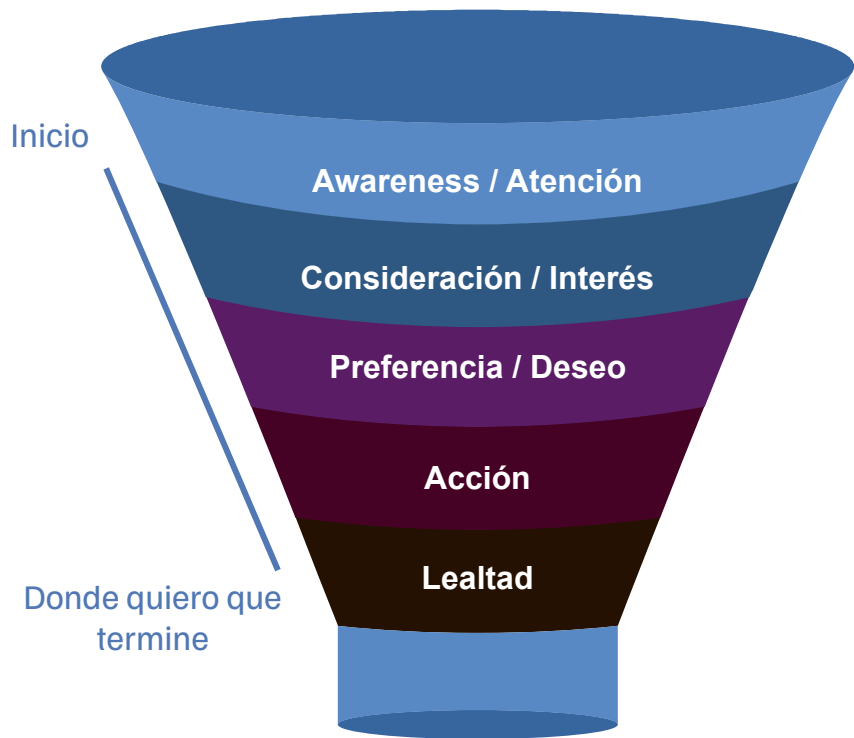 Inicio
Awareness / Atención
Consideración / Interés
Preferencia / Deseo
Acción
Lealtad
Donde quiero que
termine